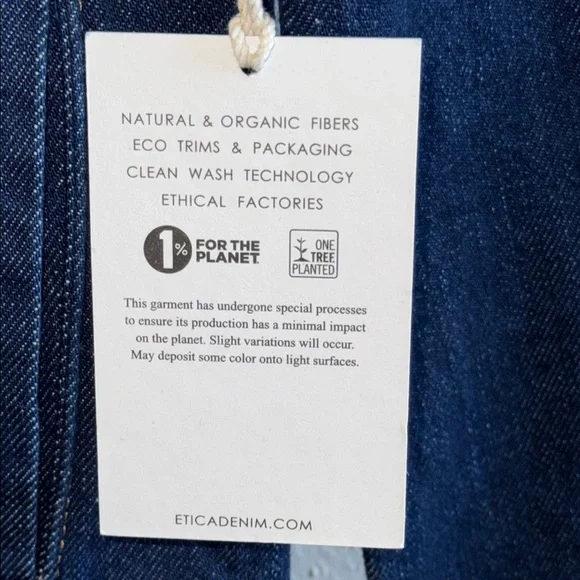 NATURAL & ORGANIC FIBERS
ECO TRIMS & PACKAGING
CLEAN WASH TECHNOLOGY
ETHICAL FACTORIES
1% FOR THE
PLANET
ONE
TREE
PLANTED
This garment has undergone special processes
to ensure its production has a minimal impact
on the planet. Slight variations will occur.
May deposit some color onto light surfaces.
ETICADENIM.COM